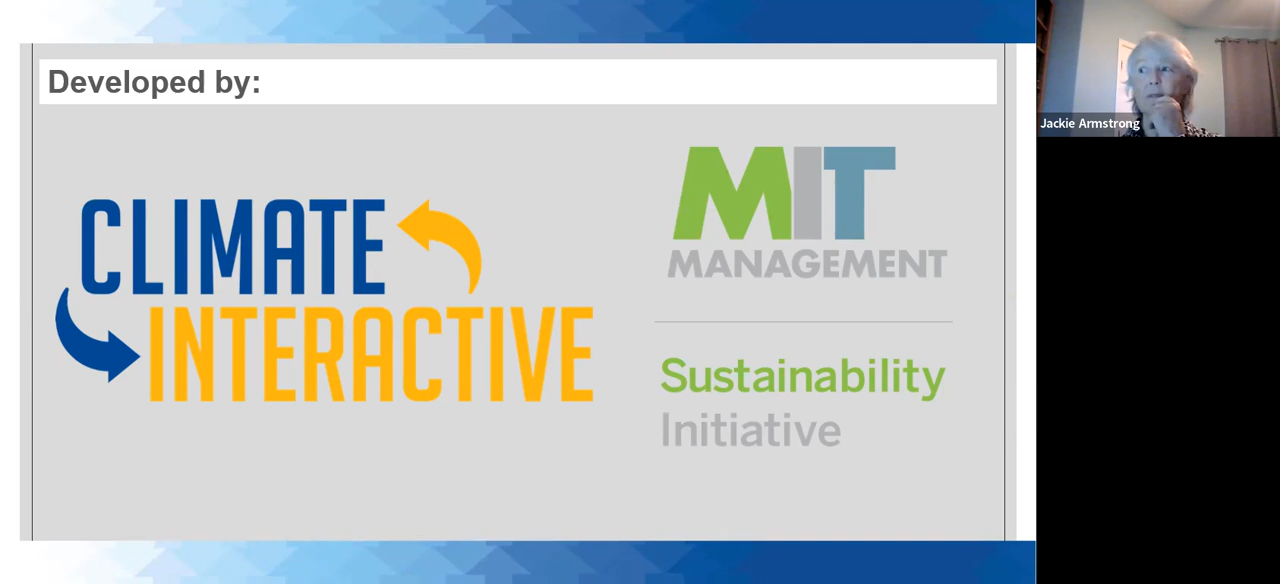 Developed by:
CLIMATE
INTERACTIVE
MIT
MANAGEMENT
Sustainability
Initiative
Jackie Armstrong